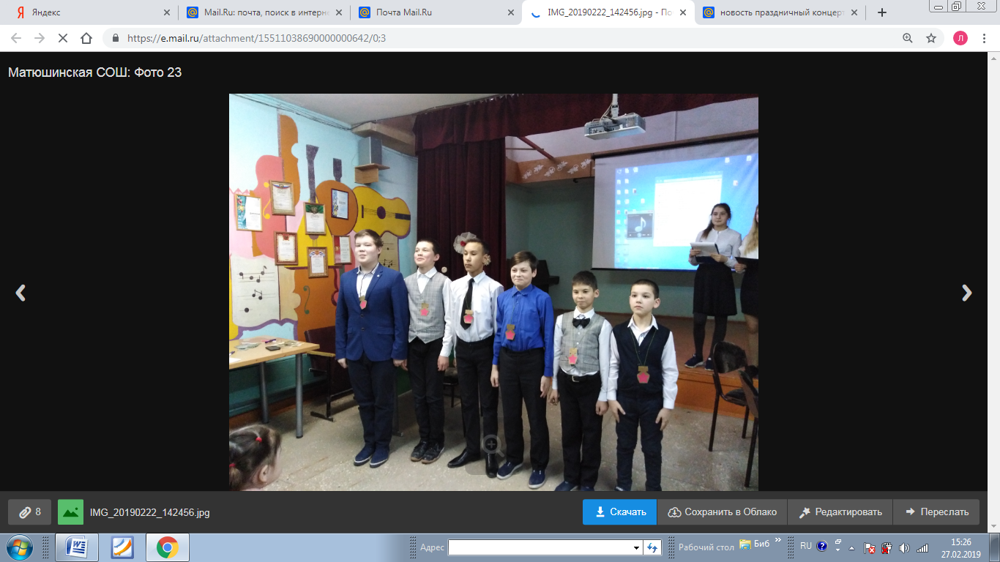 Яндекс
Mail.Ru: почта, поиск в интерне
Почта Mail.Ru
IMG_20190222_142456.jpg - По
новость праздничный концерт
https://e.mail.ru/attachment/15511038690000000642/0;3
Л
Матюшинская СОШ: Фото 23
8
IMG_20190222_142456.jpg
Скачать
Сохранить в Облако
Редактировать
Переслать
Адрес
Рабочий стол
Биб
RU
15:26
27.02.2019